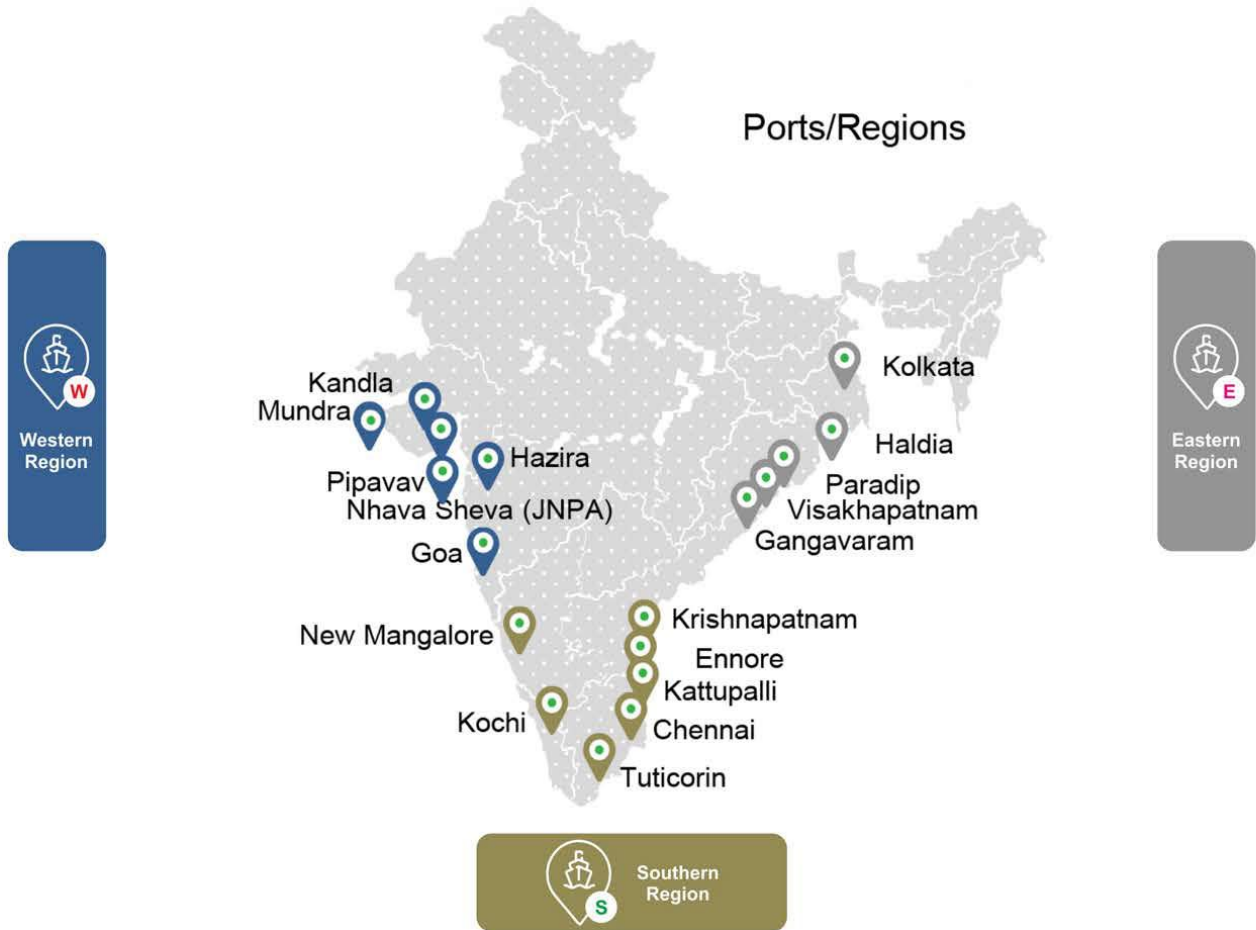 Ports/Regions
W
Western
Region
Kandla
Mundra
Hazira
Pipavav
Nhava Sheva (JNPA)
Goa
Kolkata
Haldia
Paradip
Visakhapatnam
Gangavaram
E
Eastern
Region
New Mangalore
Kochi
Krishnapatnam
Ennore
Kattupalli
Chennai
Tuticorin
S
Southern
Region